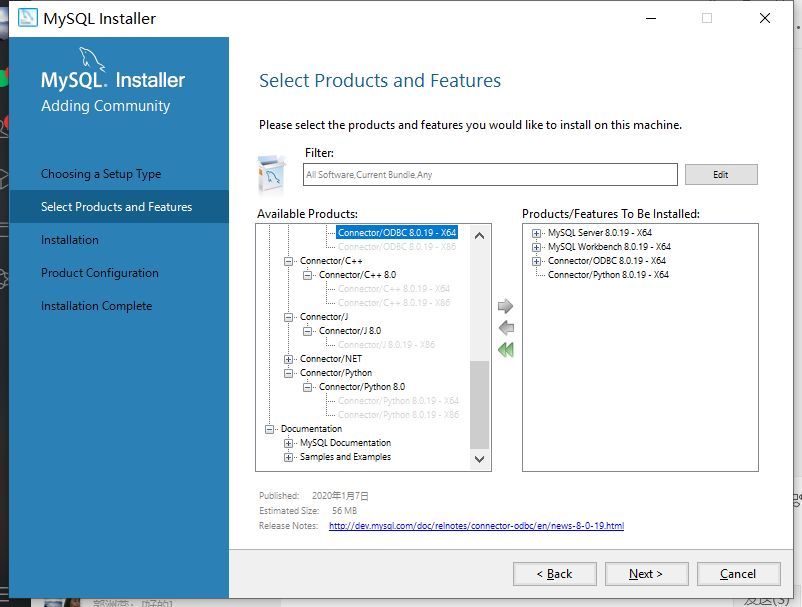 MySQL Installer
MySQL. Installer
Adding Community
Choosing a Setup Type
Select Products and Features
Installation
Product Configuration
Installation Complete
Select Products and Features
Please select the products and features you would like to install on this machine.
Filter:
All Software,Current Bundle,Any
Edit
Available Products:
Connector/ODBC 8.0.19 - X64
Connector/ODBC 8.0.19 - X86
Connector/C++
Connector/C++ 8.0
Connector/C++ 8.0.19 - X64
Connector/C++ 8.0.19 - X86
Connector/J
Connector/J 8.0
Connector/J 8.0.19 - X86
Connector/NET
Connector/Python
Connector/Python 8.0
Connector/Python 8.0.19 - X64
Connector/Python 8.0.19 - X86
Documentation
MySQL Documentation
Samples and Examples
Products/Features To Be Installed:
MySQL Server 8.0.19 - X64
MySQL Workbench 8.0.19 - X64
Connector/ODBC 8.0.19 - X64
Connector/Python 8.0.19 - X64
Published: 2020年1月7日
Estimated Size: 56 MB
Release Notes: http://dev.mysql.com/doc/relnotes/connector-odbc/en/news-8-0-19.html
< Back
Next >
Cancel